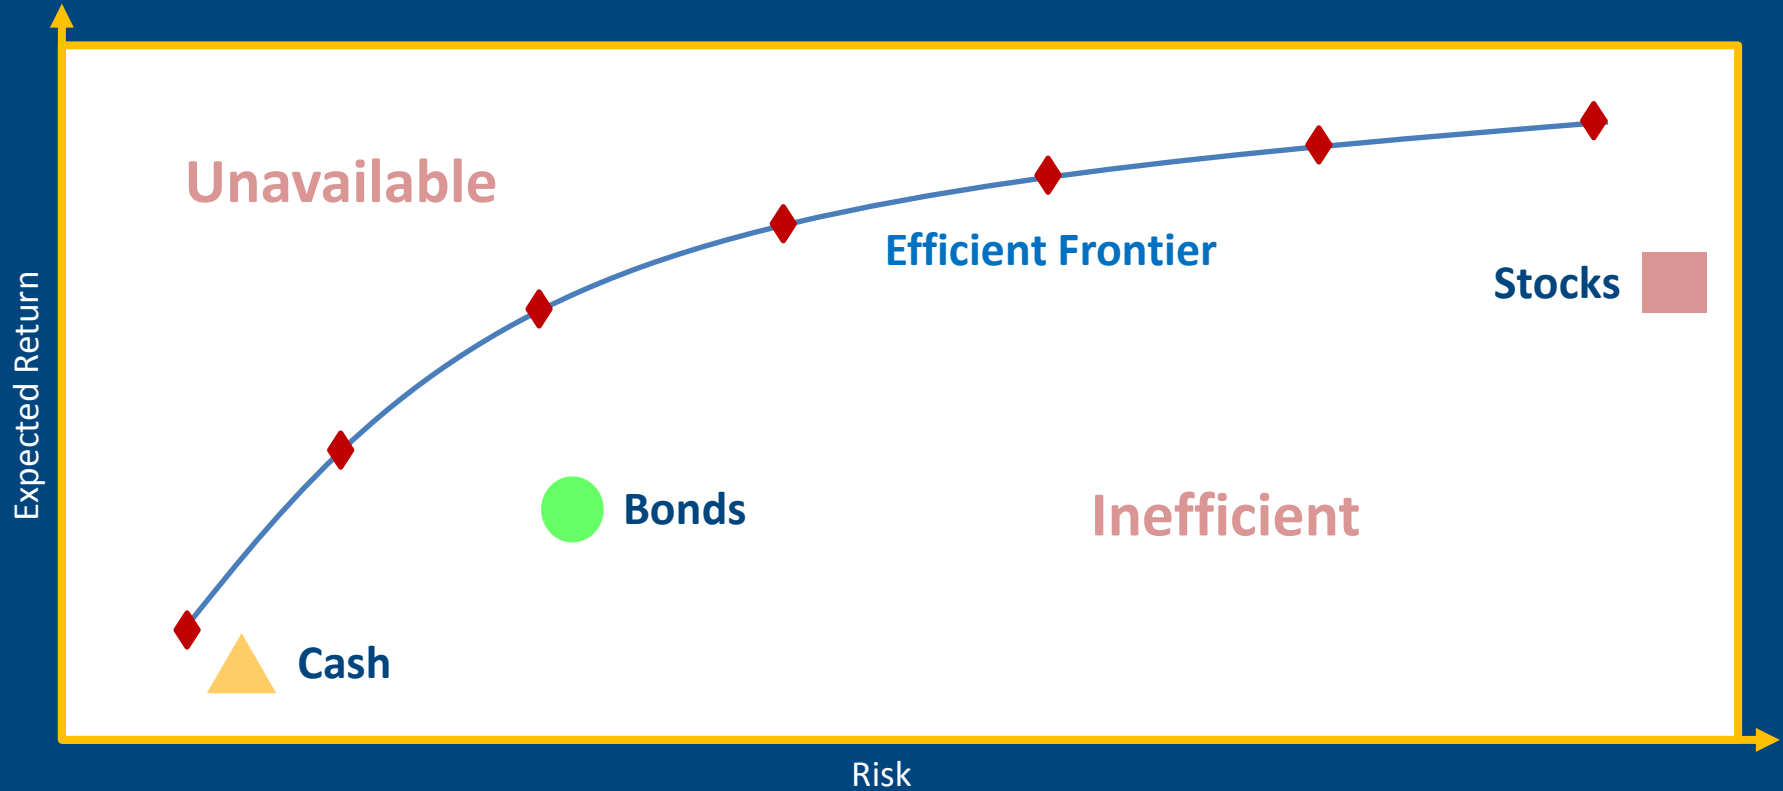 Unavailable
Efficient Frontier
Stocks
Expected Return
Bonds
Inefficient
Cash
Risk